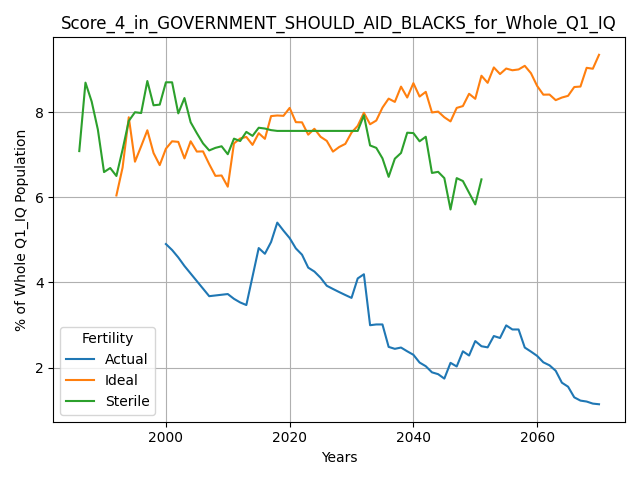 Score_4_in_GOVERNMENT_SHOULD_AID_BLACKS_for_Whole_Q1_IQ
% of Whole Q1_IQ Population
8
6
4
2
Fertility
Actual
Ideal
Sterile
2000 2020 2040 2060
Years